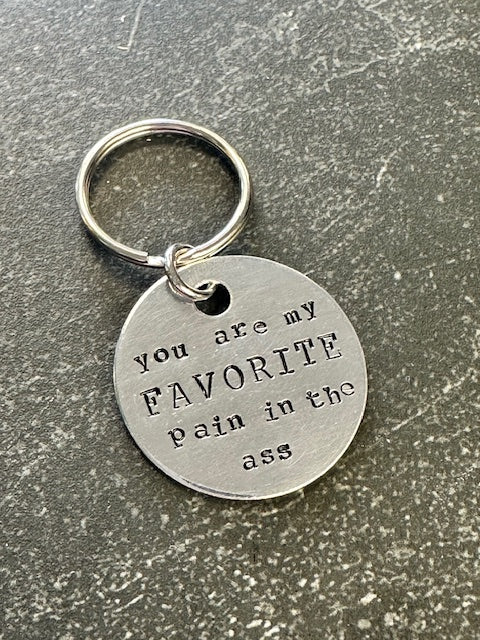 you are my
FAVORITE
pain in the
ass